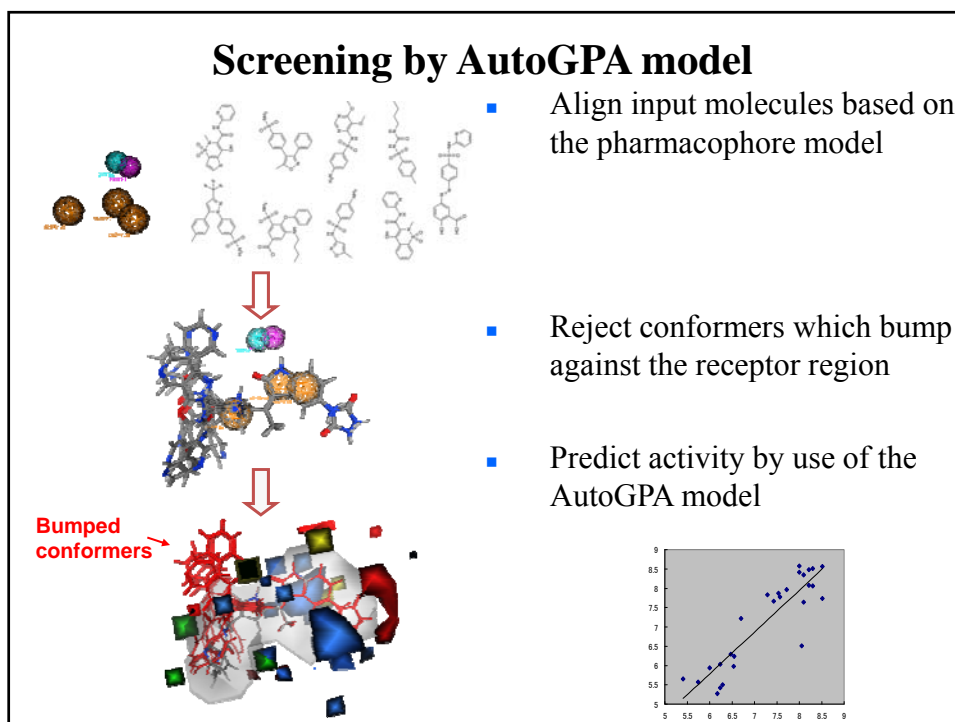 Screening by AutoGPA model
Align input molecules based on
the pharmacophore model
Reject conformers which bump
against the receptor region
Predict activity by use of the
AutoGPA model
Bumped
conformers
9
8.5
8
7.5
7
6.5
6
5.5
5
5 5.5 6 6.5 7 7.5 8 8.5 9